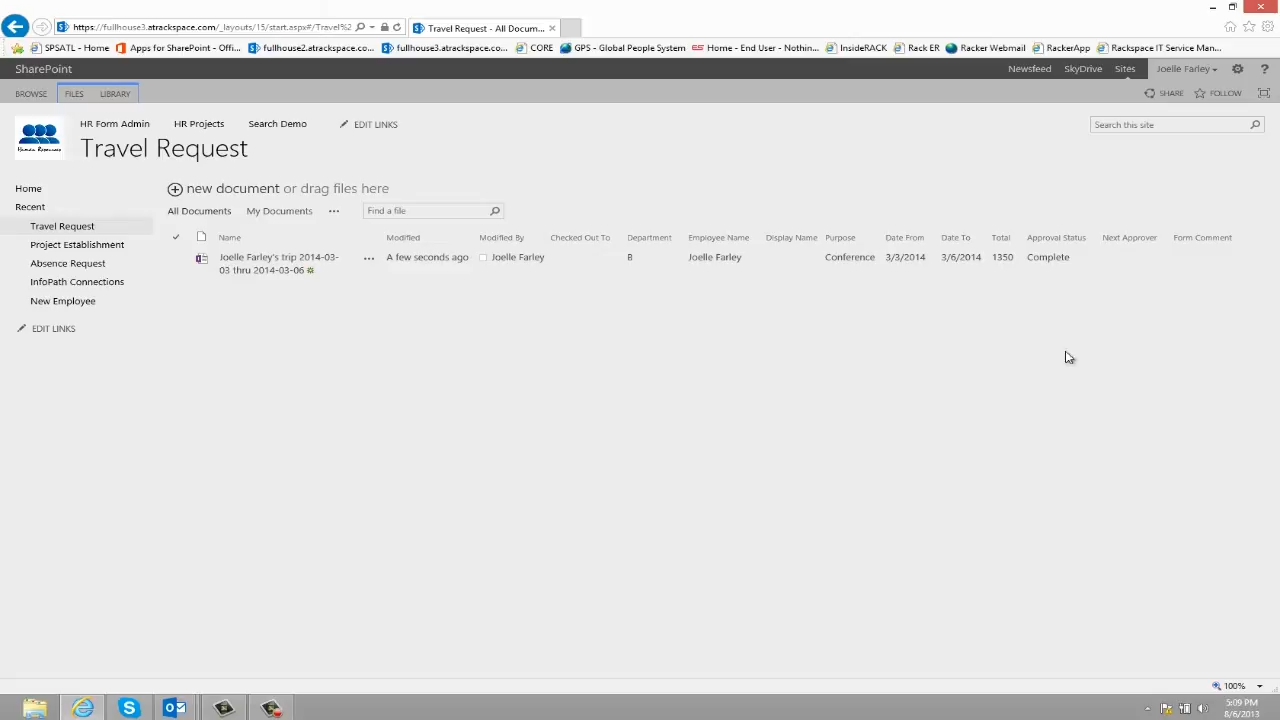 https://fullhouse3.atrackspace.com/_layouts/15/start.aspx#/Travel%2
Travel Request - All Docum...
SPSATL - Home
Apps for SharePoint - Offi...
fullhouse2.atrackspace.co...
fullhouse3.atrackspace.co...
CORE
GPS - Global People System
Home - End User - Nothin...
InsideRACK
Rack ER
Racker Webmail
RackerApp
Rackspace IT Service Man...
SharePoint
Newsfeed SkyDrive Sites Joelle Farley ?
BROWSE FILES LIBRARY
SHARE FOLLOW
HR Form Admin HR Projects Search Demo EDIT LINKS
Search this site
Human Resources
Travel Request
Home
Recent
Travel Request
Project Establishment
Absence Request
InfoPath Connections
New Employee
EDIT LINKS
new document or drag files here
All Documents My Documents ... Find a file
Name Modified Modified By Checked Out To Department Employee Name Display Name Purpose Date From Date To Total Approval Status Next Approver Form Comment
Joelle Farley's trip 2014-03- ... A few seconds ago Joelle Farley B Joelle Farley Conference 3/3/2014 3/6/2014 1350 Complete
03 thru 2014-03-06
100%
5:09 PM
8/6/2013